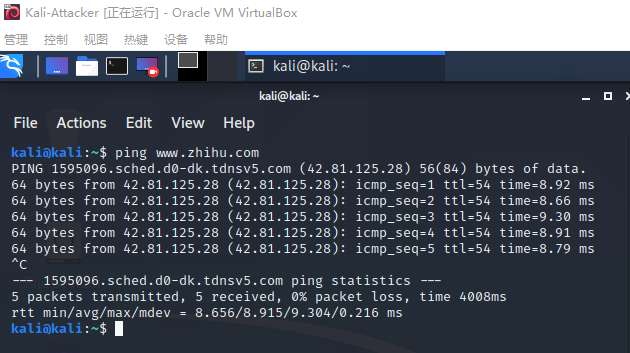 Kali-Attacker [正在运行] - Oracle VM VirtualBox
管理 控制 视图 热键 设备 帮助
kali@kali: ~
kali@kali: ~
File Actions Edit View Help
kali@kali:~$ ping www.zhihu.com
PING 1595096.sched.d0-dk.tdnsv5.com (42.81.125.28) 56(84) bytes of data.
64 bytes from 42.81.125.28 (42.81.125.28): icmp_seq=1 ttl=54 time=8.92 ms
64 bytes from 42.81.125.28 (42.81.125.28): icmp_seq=2 ttl=54 time=8.66 ms
64 bytes from 42.81.125.28 (42.81.125.28): icmp_seq=3 ttl=54 time=9.30 ms
64 bytes from 42.81.125.28 (42.81.125.28): icmp_seq=4 ttl=54 time=8.91 ms
64 bytes from 42.81.125.28 (42.81.125.28): icmp_seq=5 ttl=54 time=8.79 ms
^C
--- 1595096.sched.d0-dk.tdnsv5.com ping statistics ---
5 packets transmitted, 5 received, 0% packet loss, time 4008ms
rtt min/avg/max/mdev = 8.656/8.915/9.304/0.216 ms
kali@kali:~$